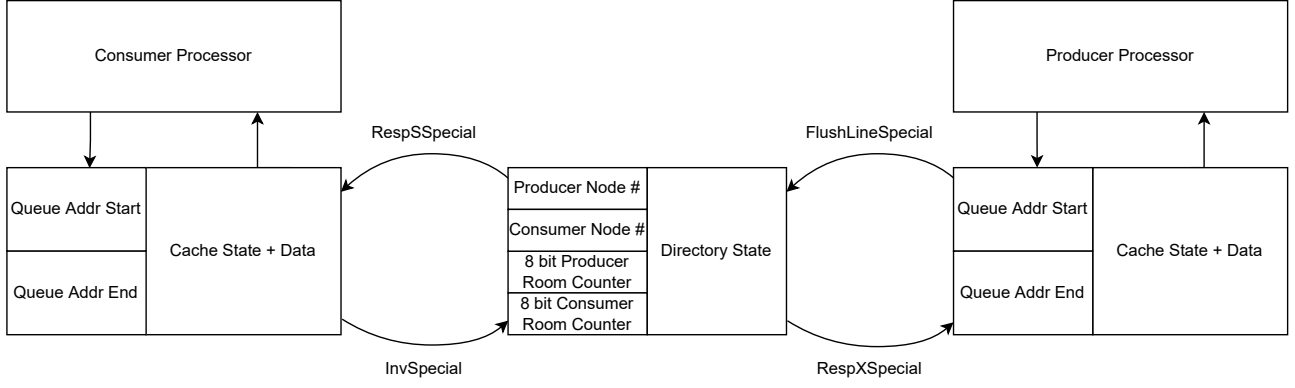 Consumer Processor
Producer Processor
RespSSpecial
FlushLineSpecial
Queue Addr Start
Queue Addr End
Cache State + Data
Producer Node #
Consumer Node #
8 bit Producer
Room Counter
8 bit Consumer
Room Counter
Directory State
Queue Addr Start
Queue Addr End
Cache State + Data
InvSpecial
RespXSpecial